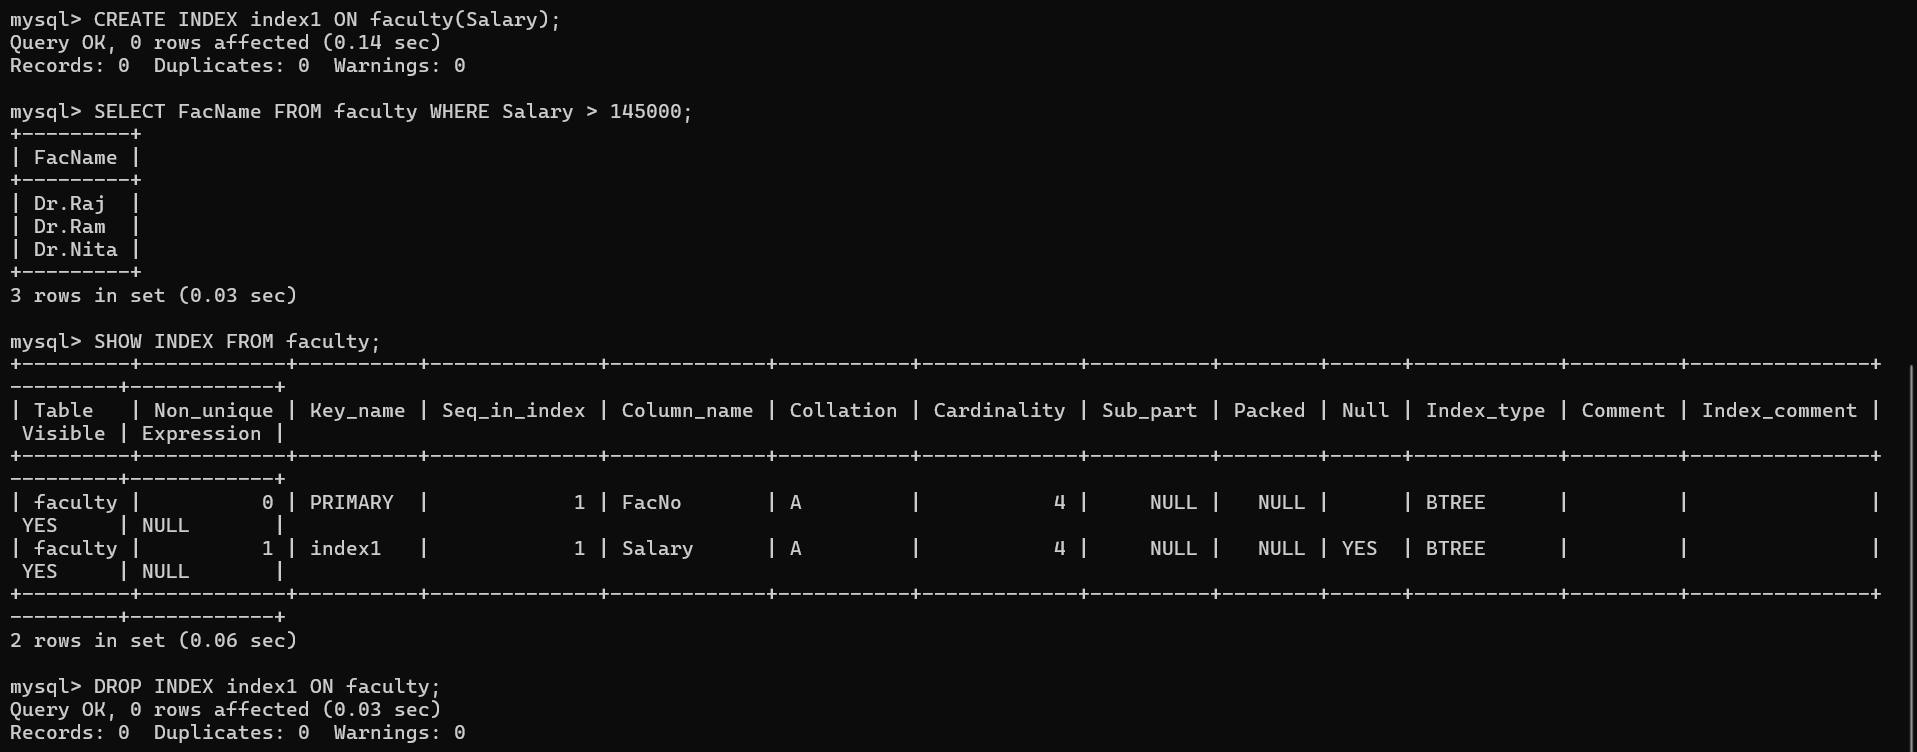 mysql> CREATE INDEX index1 ON faculty(Salary);
Query OK, 0 rows affected (0.14 sec)
Records: 0  Duplicates: 0  Warnings: 0

mysql> SELECT FacName FROM faculty WHERE Salary > 145000;
+---------+
| FacName |
+---------+
| Dr.Raj  |
| Dr.Ram  |
| Dr.Nita |
+---------+
3 rows in set (0.03 sec)

mysql> SHOW INDEX FROM faculty;
+---------+------------+----------+--------------+-------------+-----------+-------------+----------+--------+------+------------+---------+---------------+
---------+------------+
| Table   | Non_unique | Key_name | Seq_in_index | Column_name | Collation | Cardinality | Sub_part | Packed | Null | Index_type | Comment | Index_comment |
 Visible | Expression |
+---------+------------+----------+--------------+-------------+-----------+-------------+----------+--------+------+------------+---------+---------------+
---------+------------+
| faculty |          0 | PRIMARY  |            1 | FacNo       | A         |           4 |     NULL |   NULL |      | BTREE      |         |               |
 YES     | NULL       |
| faculty |          1 | index1   |            1 | Salary      | A         |           4 |     NULL |   NULL | YES  | BTREE      |         |               |
 YES     | NULL       |
+---------+------------+----------+--------------+-------------+-----------+-------------+----------+--------+------+------------+---------+---------------+
---------+------------+
2 rows in set (0.06 sec)

mysql> DROP INDEX index1 ON faculty;
Query OK, 0 rows affected (0.03 sec)
Records: 0  Duplicates: 0  Warnings: 0